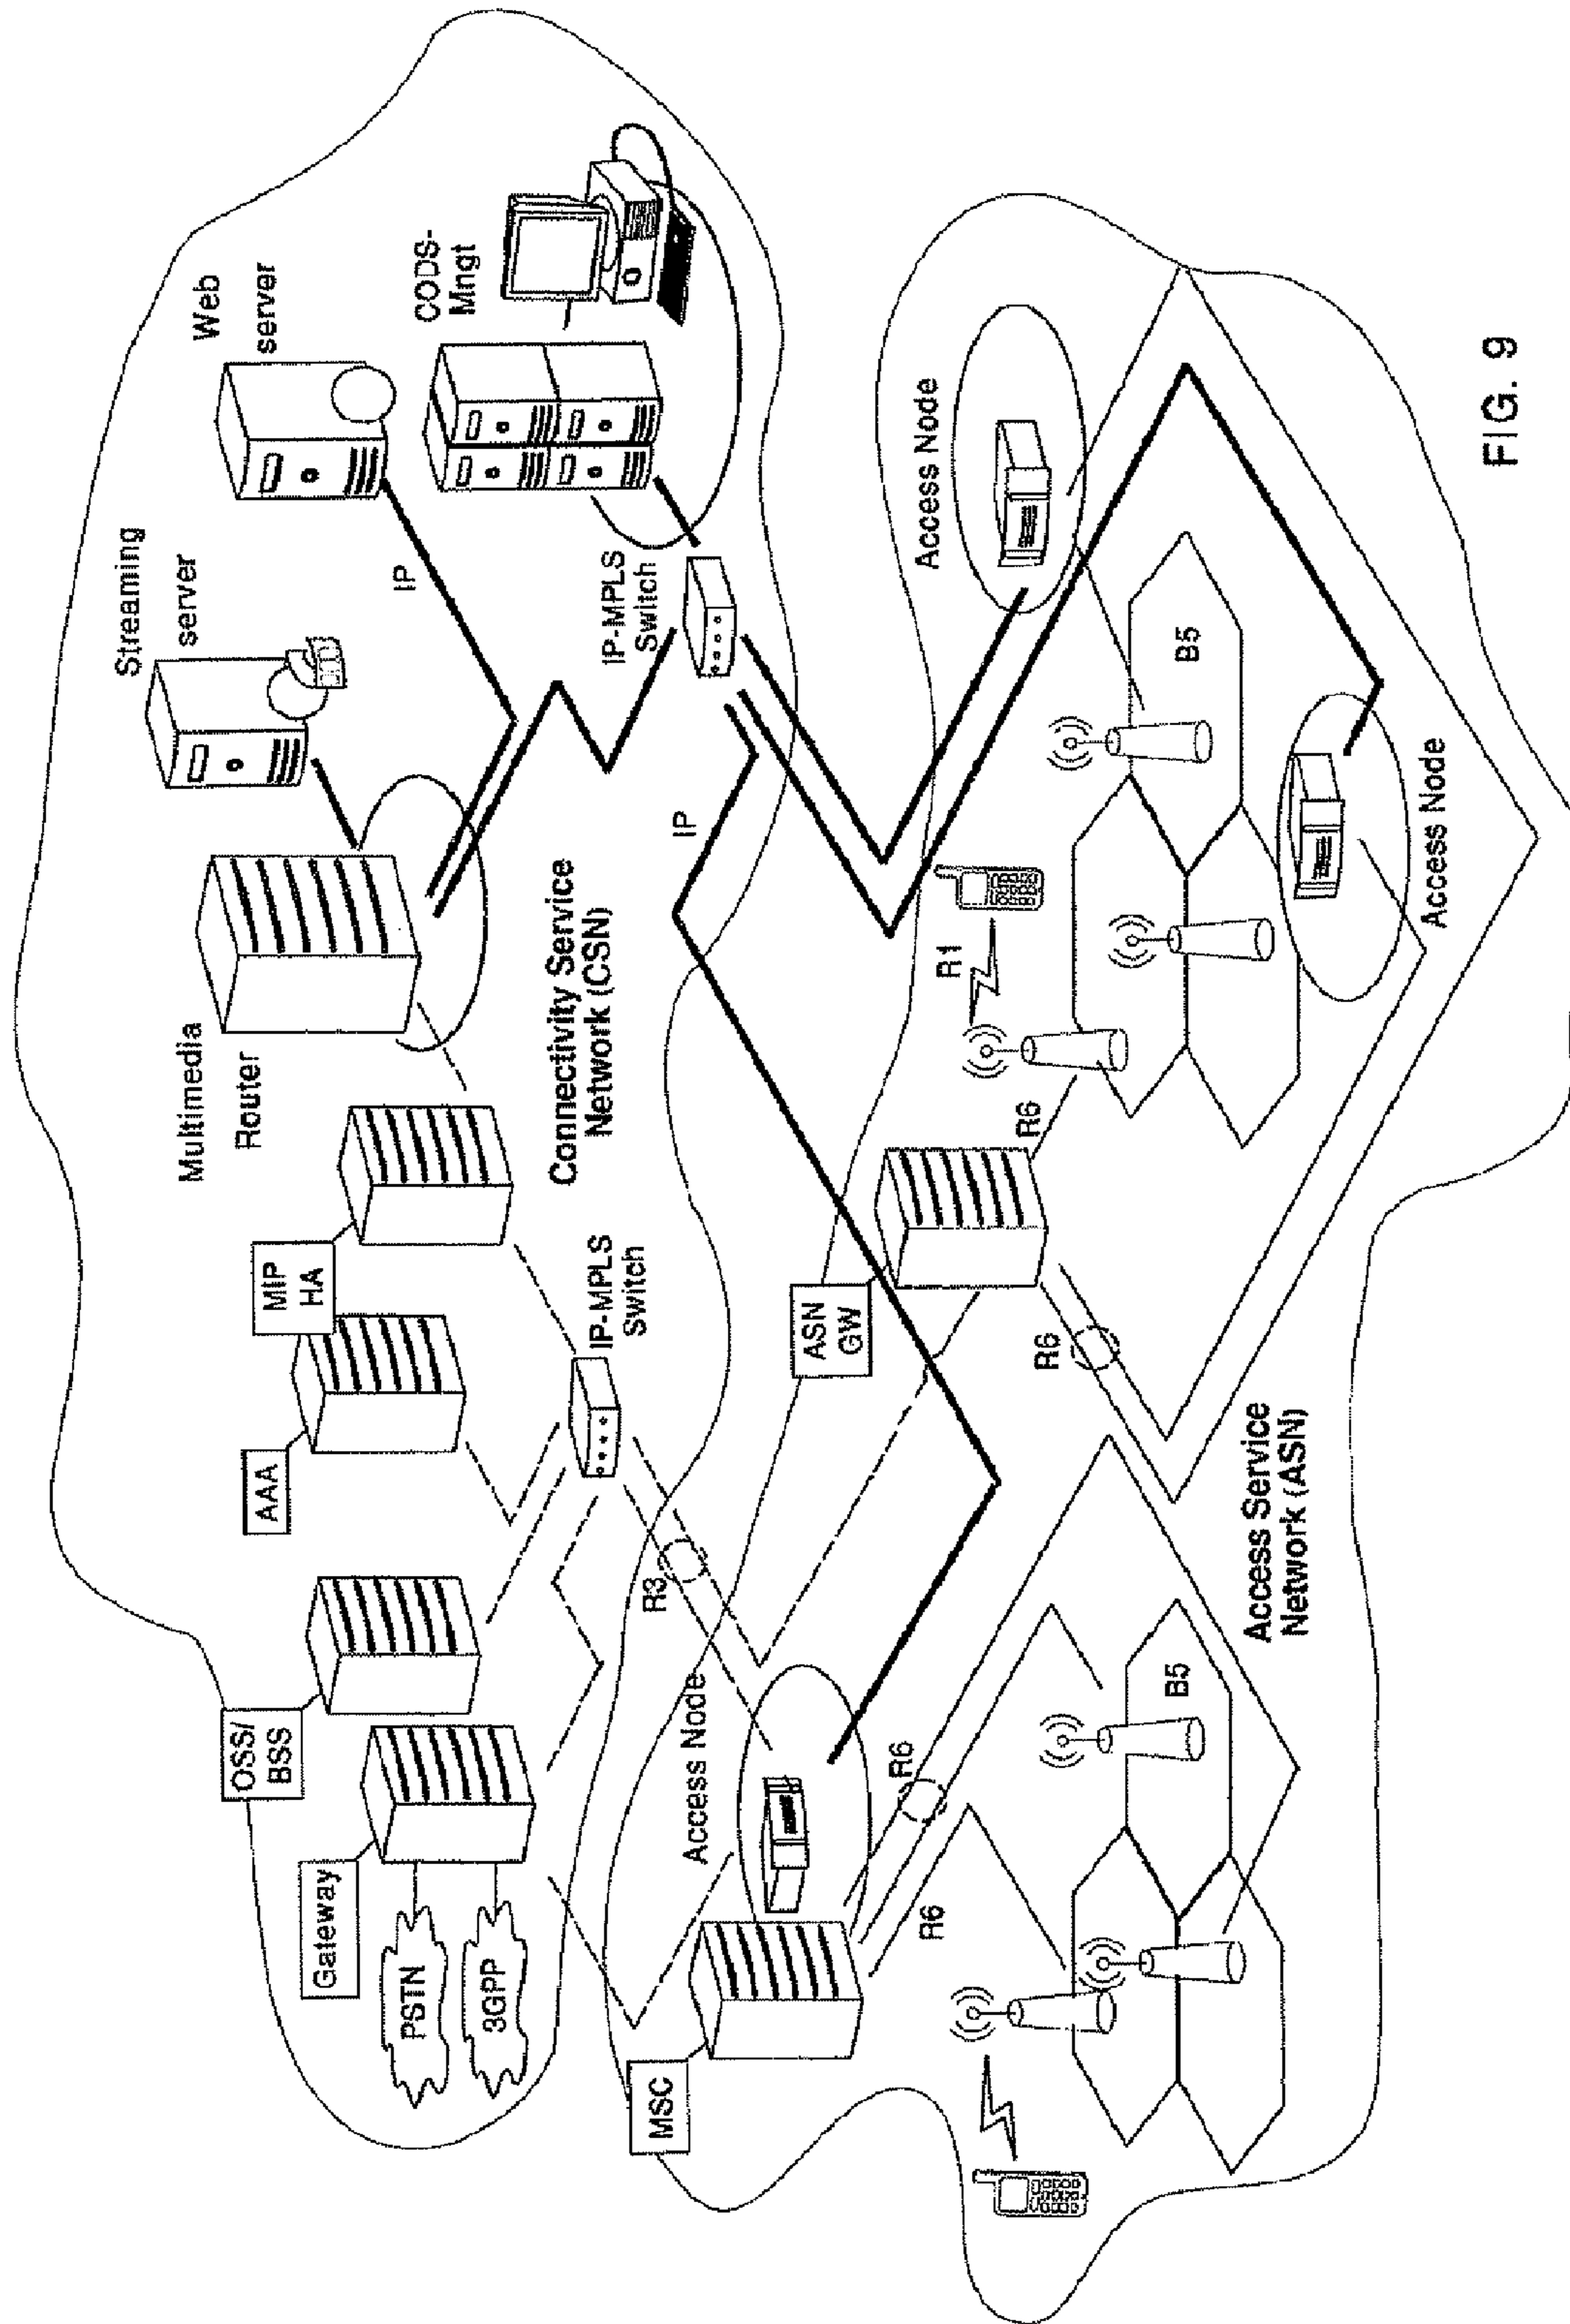 Streaming
server
Web
server
Multimedia
Router
CODS-
Mngt
IP
MIP
HA
AAA
OSS/
BSS
Gateway
PSTN
3GPP
Connectivity Service
Network (CSN)
IP-MPLS
Switch
IP-MPLS
Switch
R3
IP
MSC
Access Node
ASN
GW
R6
R1
Access Node
R6
R6
R6
B5
B5
Access Node
Access Service
Network (ASN)
FIG. 9